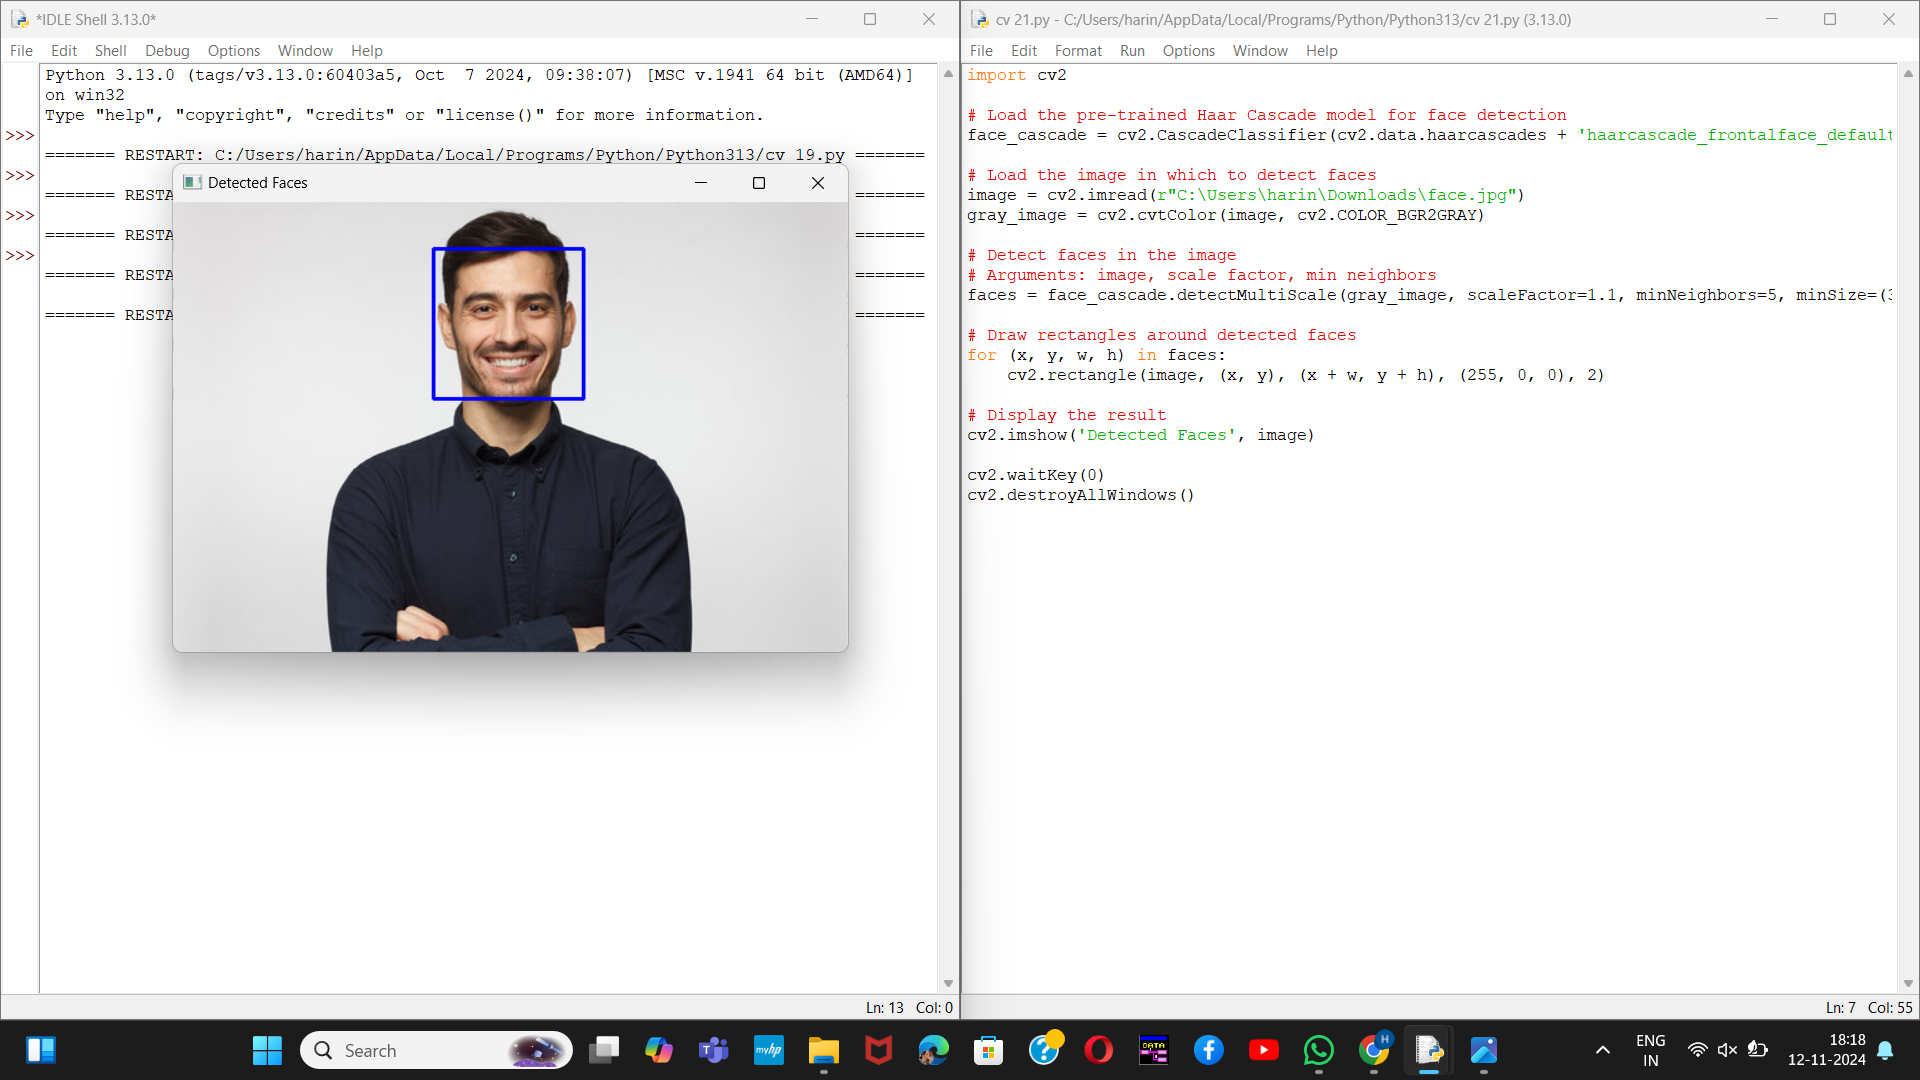 *IDLE Shell 3.13.0*
File Edit Shell Debug Options Window Help
Python 3.13.0 (tags/v3.13.0:60403a5, Oct  7 2024, 09:38:07) [MSC v.1941 64 bit (AMD64)]
on win32
Type "help", "copyright", "credits" or "license()" for more information.
>>>
======= RESTART: C:/Users/harin/AppData/Local/Programs/Python/Python313/cv 19.py =======
>>>
======= RESTA =======
>>>
======= RESTA =======
>>>
======= RESTA =======
======= RESTA =======
Detected Faces
Ln: 13 Col: 0
cv 21.py - C:/Users/harin/AppData/Local/Programs/Python/Python313/cv 21.py (3.13.0)
File Edit Format Run Options Window Help
import cv2
# Load the pre-trained Haar Cascade model for face detection
face_cascade = cv2.CascadeClassifier(cv2.data.haarcascades + 'haarcascade_frontalface_default
# Load the image in which to detect faces
image = cv2.imread(r"C:\Users\harin\Downloads\face.jpg")
gray_image = cv2.cvtColor(image, cv2.COLOR_BGR2GRAY)
# Detect faces in the image
# Arguments: image, scale factor, min neighbors
faces = face_cascade.detectMultiScale(gray_image, scaleFactor=1.1, minNeighbors=5, minSize=(3
# Draw rectangles around detected faces
for (x, y, w, h) in faces:
    cv2.rectangle(image, (x, y), (x + w, y + h), (255, 0, 0), 2)
# Display the result
cv2.imshow('Detected Faces', image)
cv2.waitKey(0)
cv2.destroyAllWindows()
Ln: 7 Col: 55
Search
myhp
DATA
H
ENG
IN
18:18
12-11-2024